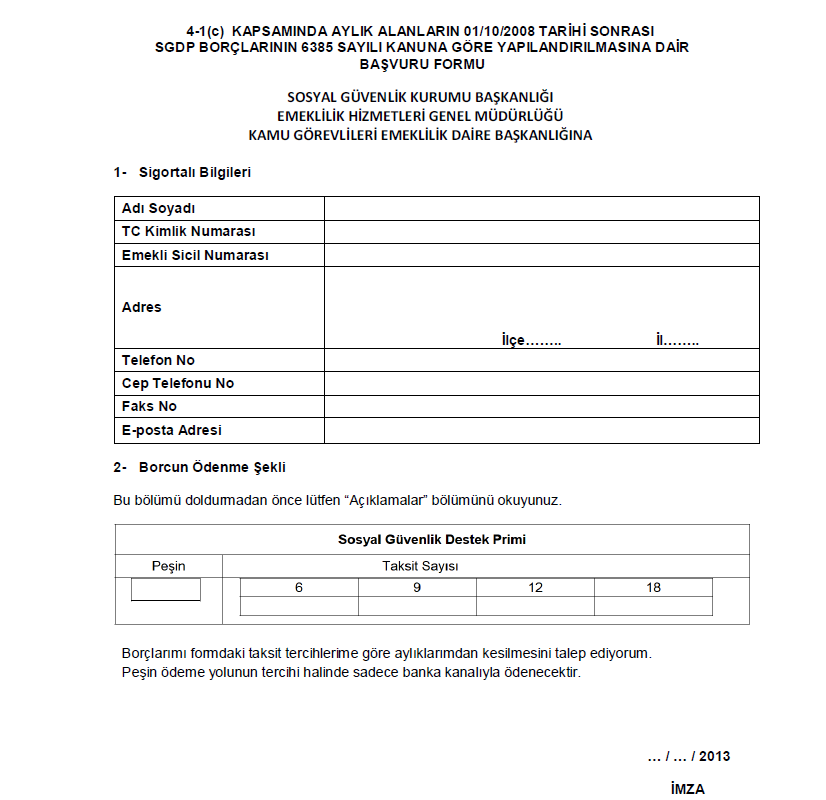 4-1(c) KAPSAMINDA AYLIK ALANLARIN 01/10/2008 TARİHİ SONRASI
SGDP BORÇLARININ 6385 SAYILI KANUNA GÖRE YAPILANDIRILMASINA DAİR
BAŞVURU FORMU
SOSYAL GÜVENLİK KURUMU BAŞKANLIĞI
EMEKLİLİK HİZMETLERİ GENEL MÜDÜRLÜĞÜ
KAMU GÖREVLİLERİ EMEKLİLİK DAİRE BAŞKANLIĞINA
1- Sigortalı Bilgileri
Adı Soyadı
TC Kimlik Numarası
Emekli Sicil Numarası
Adres
İlçe…….. İl……..
Telefon No
Cep Telefonu No
Faks No
E-posta Adresi
2- Borcun Ödenme Şekli
Bu bölümü doldurmadan önce lütfen “Açıklamalar” bölümünü okuyunuz.
Sosyal Güvenlik Destek Primi
Peşin Taksit Sayısı
6 9 12 18
Borçlarımı formdaki taksit tercihlerime göre aylıklarımdan kesilmesini talep ediyorum.
Peşin ödeme yolunun tercihi halinde sadece banka kanalıyla ödenecektir.
… / … / 2013
İMZA